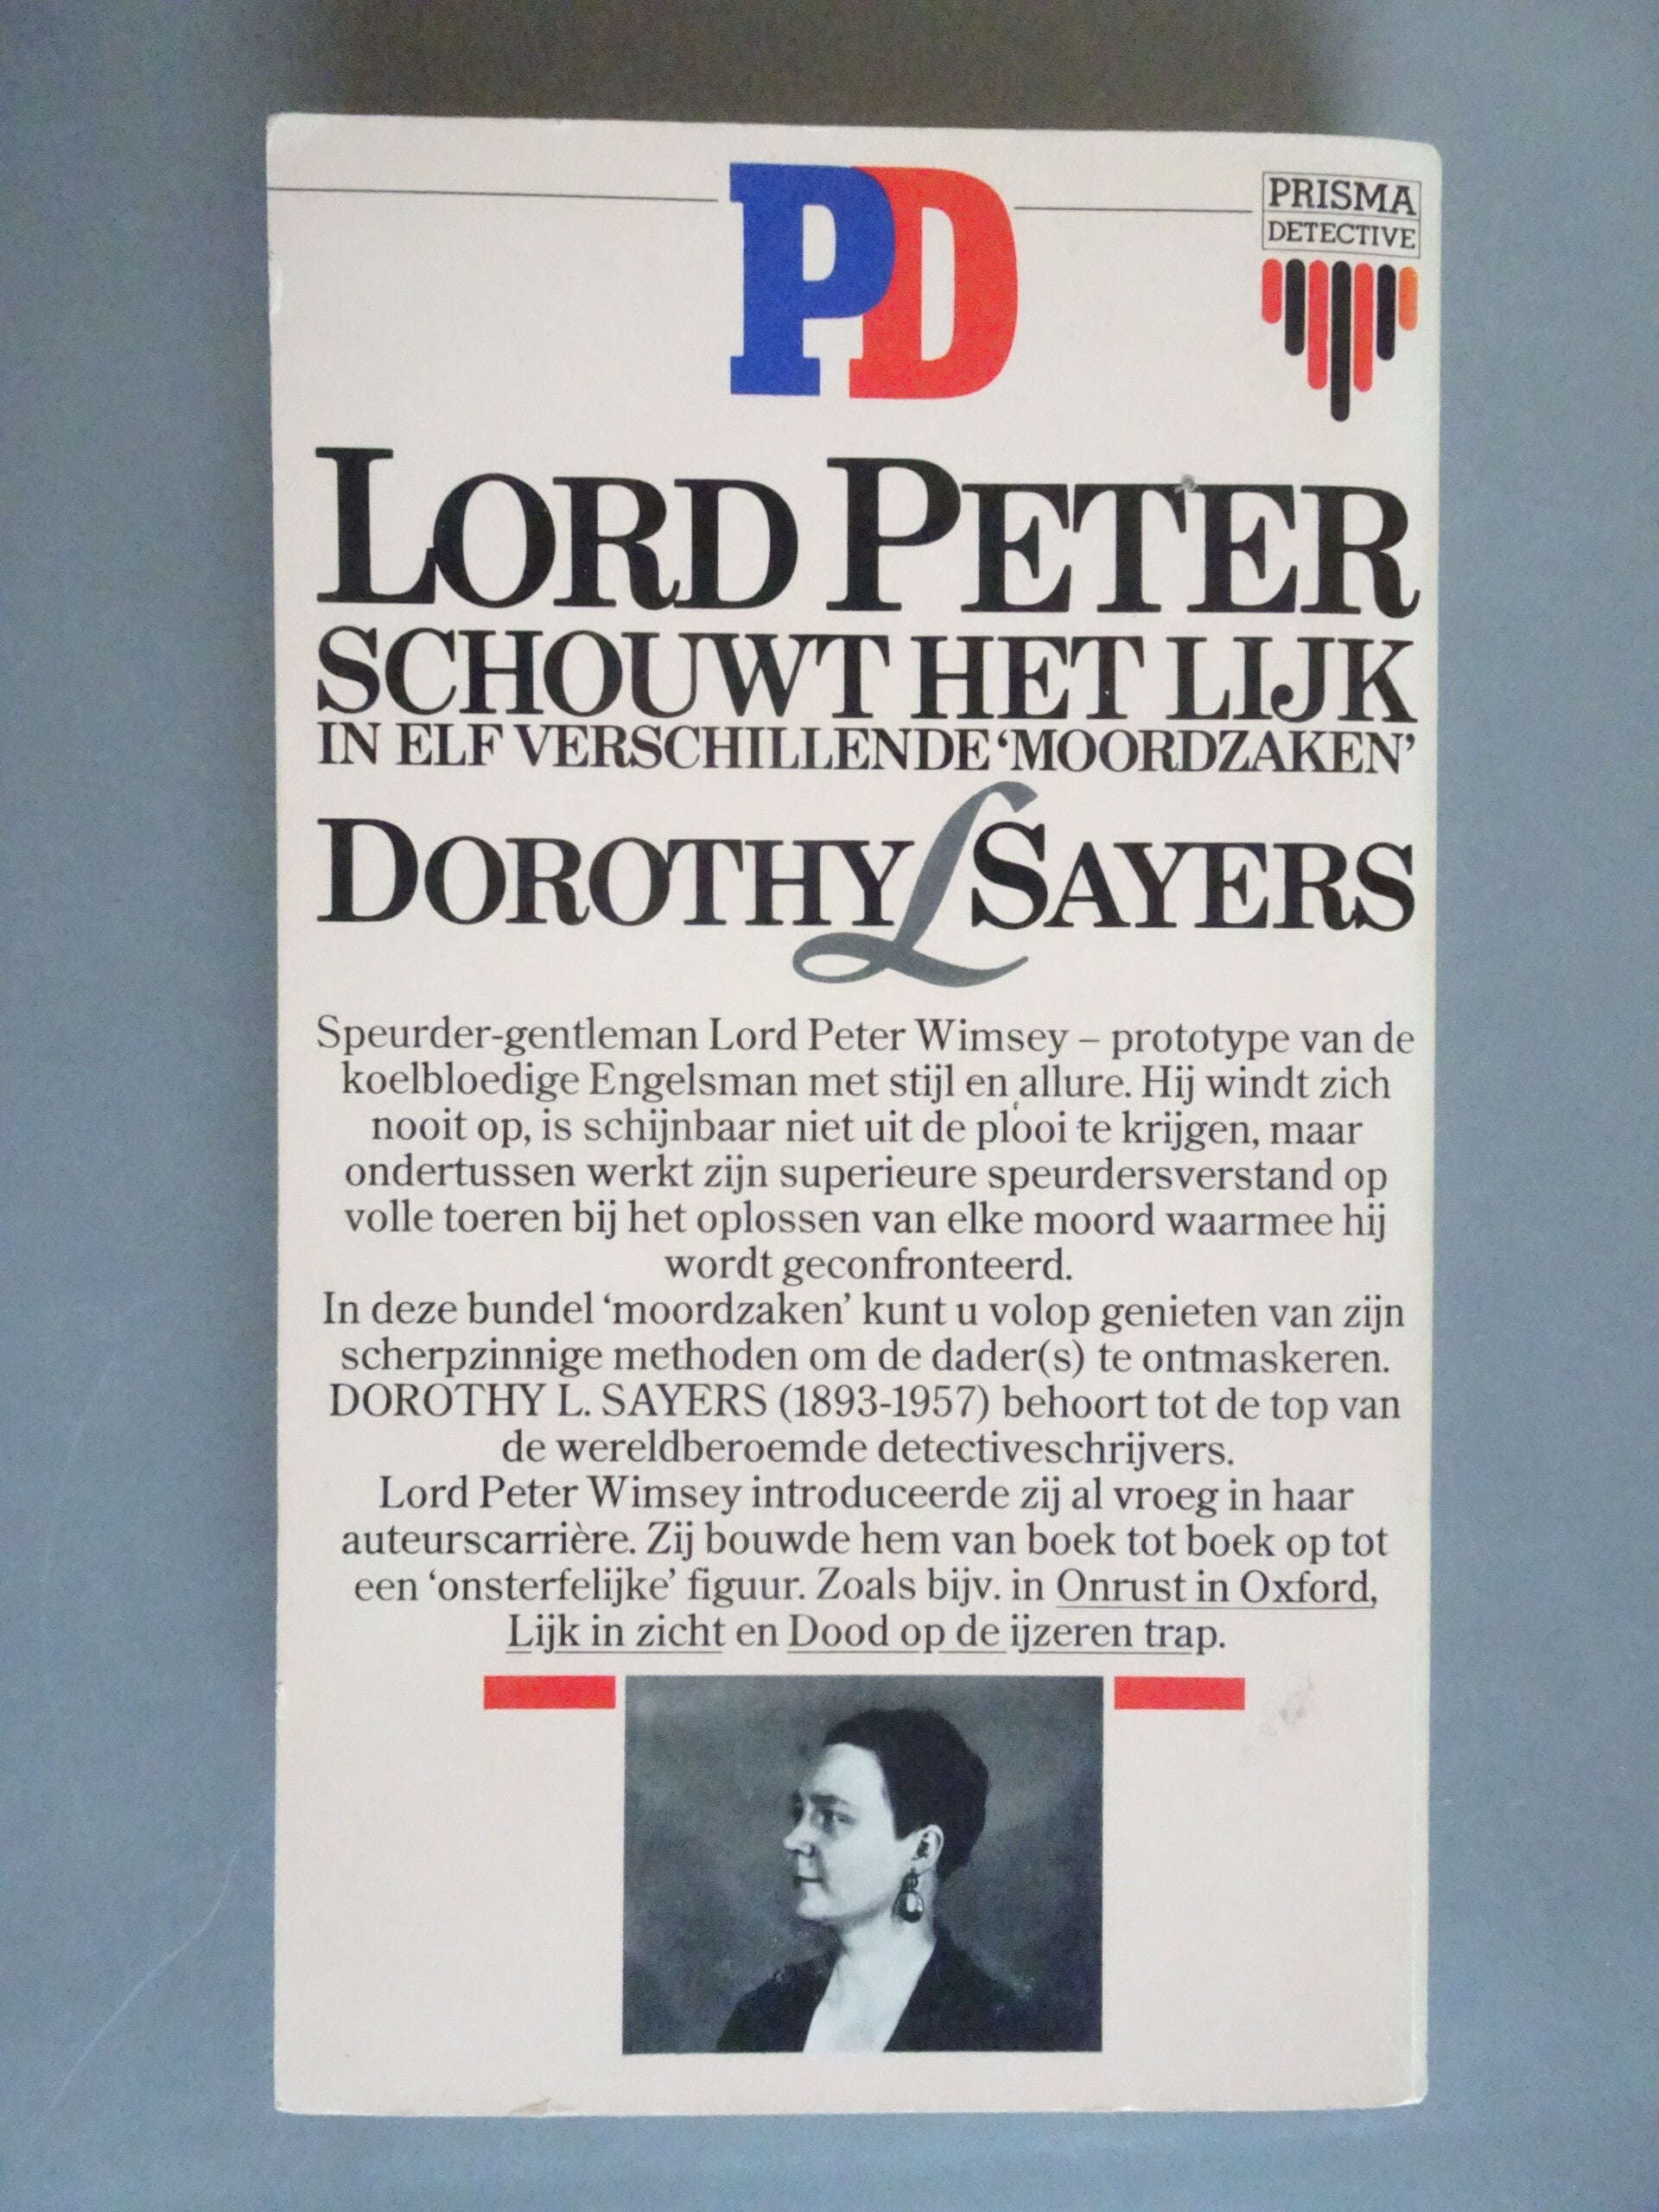 PD
PRISMA
DETECTIVE
LORD PETER
SCHOUWT HET LIJK
IN ELF VERSCHILLENDE ‘MOORDZAKEN’
DOROTHY L SAYERS
Speurder-gentleman Lord Peter Wimsey – prototype van de
koelbloedige Engelsman met stijl en allure. Hij windt zich
nooit op, is schijnbaar niet uit de plooi te krijgen, maar
ondertussen werkt zijn superieure speurdersverstand op
volle toeren bij het oplossen van elke moord waarmee hij
wordt geconfronteerd.
In deze bundel ‘moordzaken’ kunt u volop genieten van zijn
scherpzinnige methoden om de dader(s) te ontmaskeren.
DOROTHY L. SAYERS (1893-1957) behoort tot de top van
de wereldberoemde detectiveschrijvers.
Lord Peter Wimsey introduceerde zij al vroeg in haar
auteurscarrière. Zij bouwde hem van boek tot boek op tot
een ‘onsterfelijke’ figuur. Zoals bijv. in Onrust in Oxford,
Lijk in zicht en Dood op de ijzeren trap.